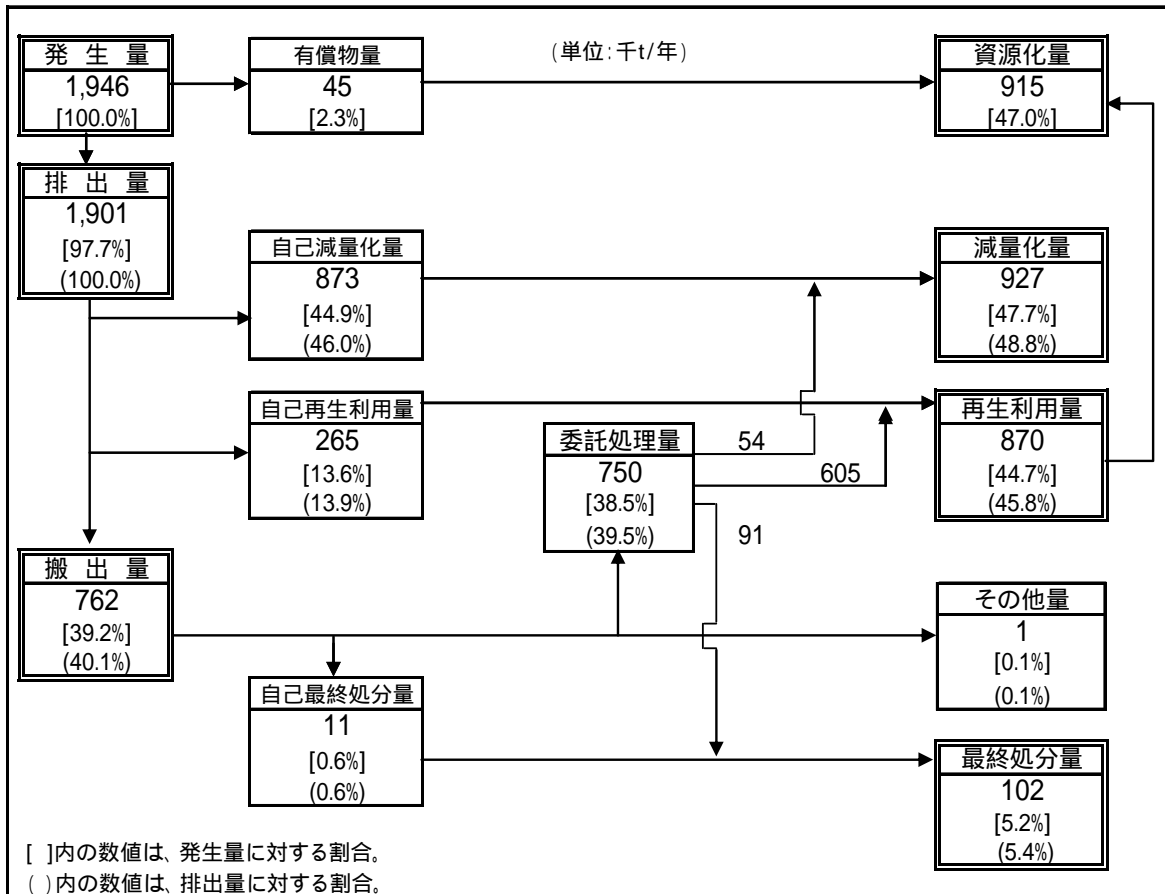 (単位:千t/年)
発 生 量
1,946
[100.0%]
有償物量
45
[2.3%]
資源化量
915
[47.0%]
排 出 量
1,901
[97.7%]
(100.0%)
自己減量化量
873
[44.9%]
(46.0%)
減量化量
927
[47.7%]
(48.8%)
自己再生利用量
265
[13.6%]
(13.9%)
委託処理量
750
[38.5%]
(39.5%)
54
605
91
再生利用量
870
[44.7%]
(45.8%)
搬 出 量
762
[39.2%]
(40.1%)
その他量
1
[0.1%]
(0.1%)
自己最終処分量
11
[0.6%]
(0.6%)
最終処分量
102
[5.2%]
(5.4%)
[ ]内の数値は、発生量に対する割合。
( )内の数値は、排出量に対する割合。